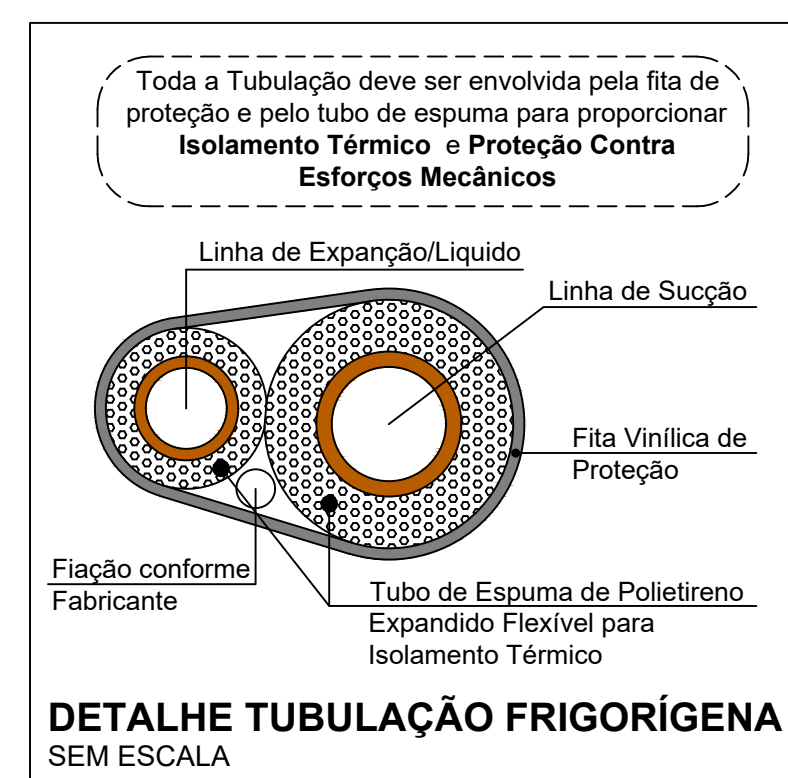 Toda a Tubulação deve ser envolvida pela fita de
proteção e pelo tubo de espuma para proporcionar
Isolamento Térmico e Proteção Contra
Esforços Mecânicos
Linha de Expanção/Liquido
Linha de Sucção
Fita Vinílica de
Proteção
Fiação conforme
Fabricante
Tubo de Espuma de Polietireno
Expandido Flexível para
Isolamento Térmico
DETALHE TUBULAÇÃO FRIGORÍGENA
SEM ESCALA